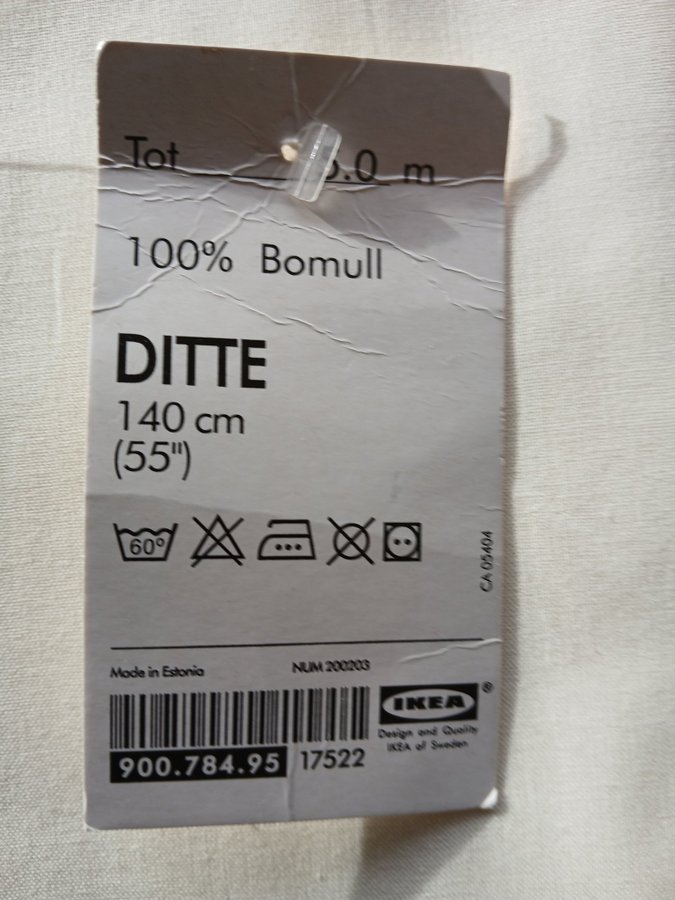 Tot .0 m
100% Bomull
DITTE
140 cm
(55")
60°
CA 05404
Made in Estonia NUM 200203
IKEA®
Design and Quality
IKEA of Sweden
900.784.95 17522